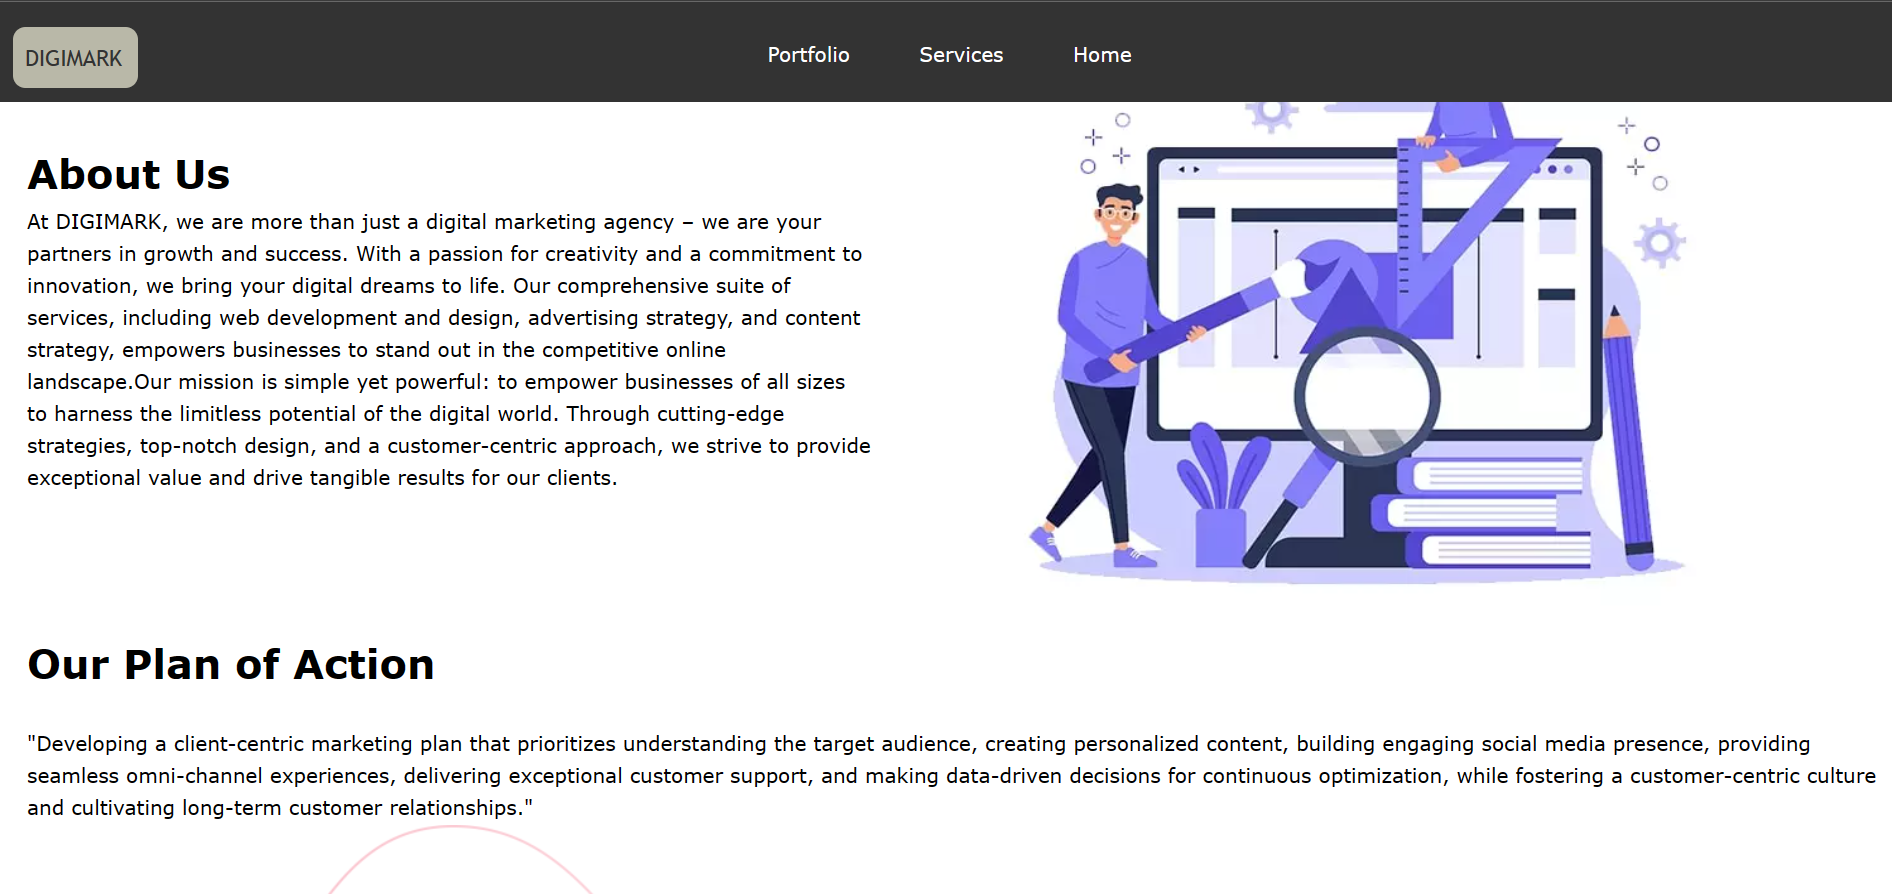 DIGIMARK
Portfolio Services Home
About Us
At DIGIMARK, we are more than just a digital marketing agency – we are your
partners in growth and success. With a passion for creativity and a commitment to
innovation, we bring your digital dreams to life. Our comprehensive suite of
services, including web development and design, advertising strategy, and content
strategy, empowers businesses to stand out in the competitive online
landscape.Our mission is simple yet powerful: to empower businesses of all sizes
to harness the limitless potential of the digital world. Through cutting-edge
strategies, top-notch design, and a customer-centric approach, we strive to provide
exceptional value and drive tangible results for our clients.
Our Plan of Action
"Developing a client-centric marketing plan that prioritizes understanding the target audience, creating personalized content, building engaging social media presence, providing
seamless omni-channel experiences, delivering exceptional customer support, and making data-driven decisions for continuous optimization, while fostering a customer-centric culture
and cultivating long-term customer relationships."